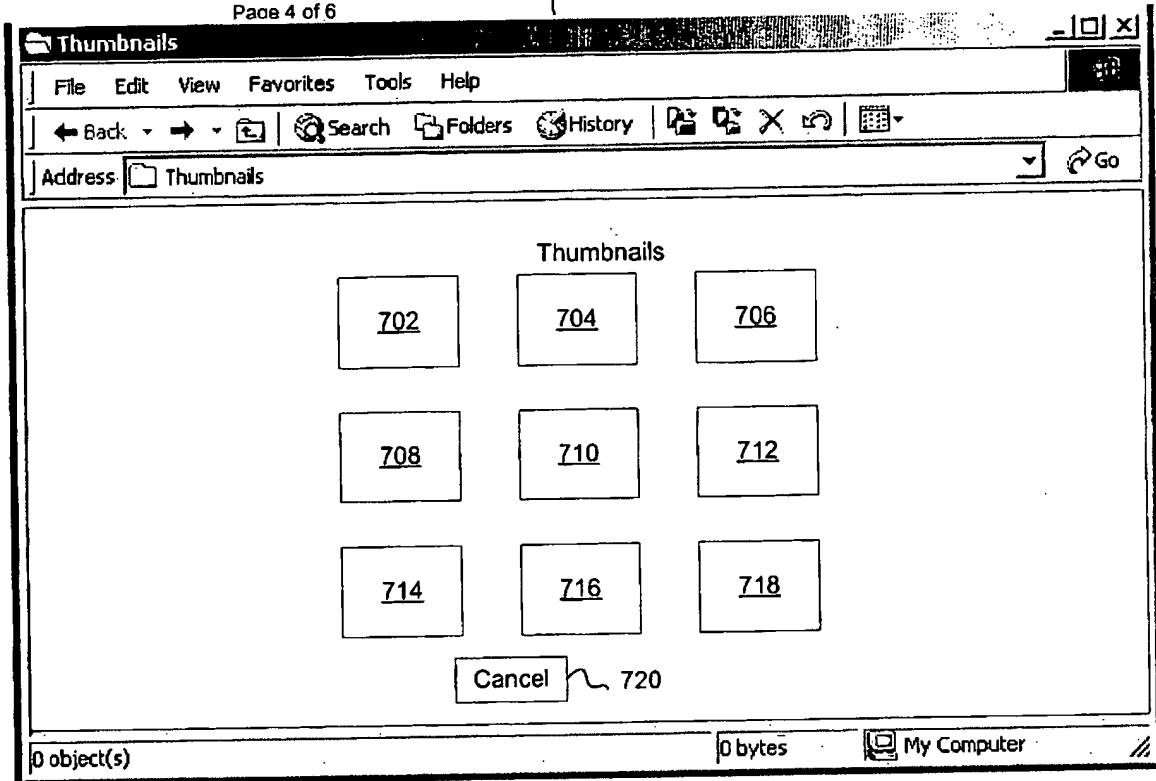 Page 4 of 6
Thumbnails
File Edit View Favorites Tools Help
Back Search Folders History
Address Thumbnails Go
Thumbnails
702 704 706
708 710 712
714 716 718
Cancel 720
0 object(s) 0 bytes My Computer